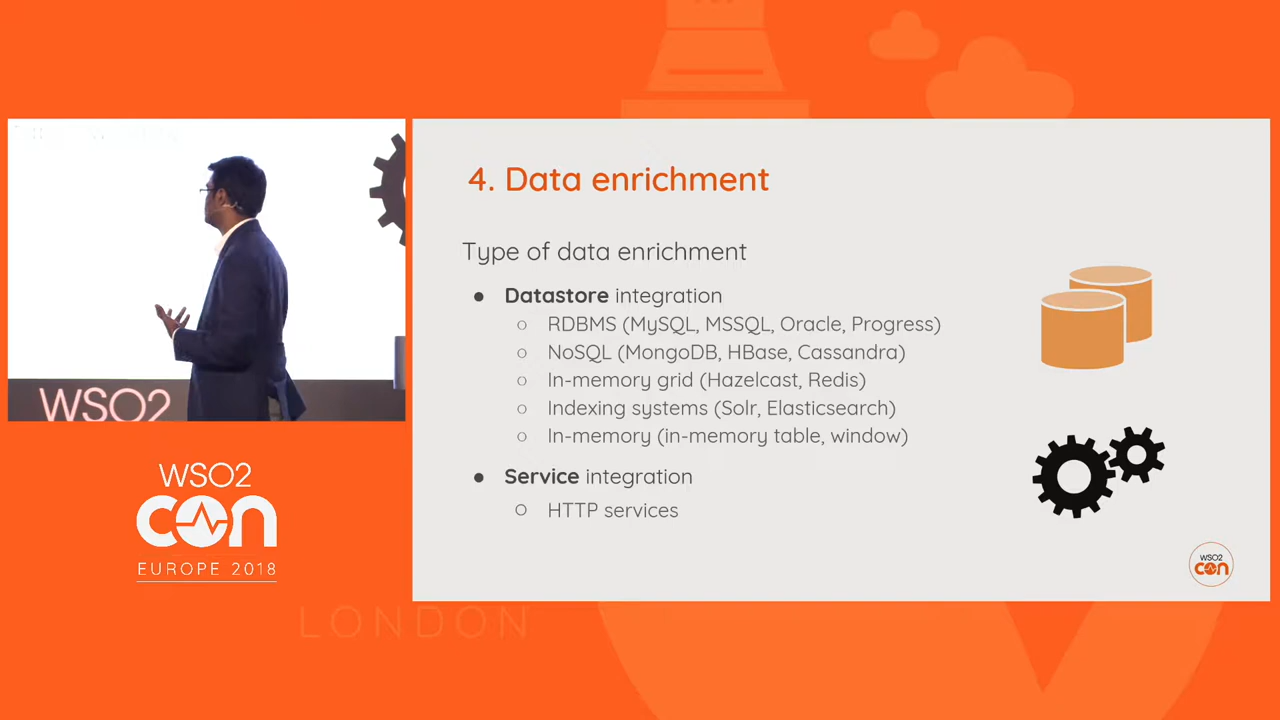 4. Data enrichment
Type of data enrichment
● Datastore integration
○ RDBMS (MySQL, MSSQL, Oracle, Progress)
○ NoSQL (MongoDB, HBase, Cassandra)
○ In-memory grid (Hazelcast, Redis)
○ Indexing systems (Solr, Elasticsearch)
○ In-memory (in-memory table, window)
● Service integration
○ HTTP services
WSO2
WSO2
con
EUROPE 2018
LONDON
WSO2
con